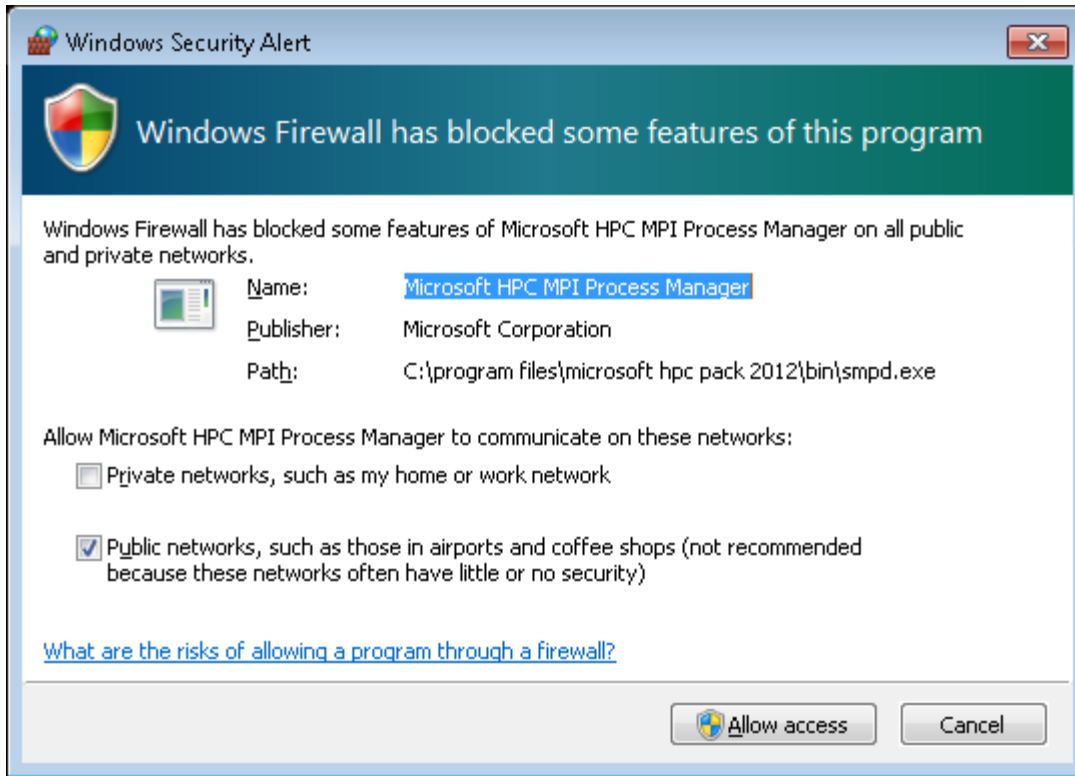 Windows Security Alert
Windows Firewall has blocked some features of this program
Windows Firewall has blocked some features of Microsoft HPC MPI Process Manager on all public
and private networks.
Name: Microsoft HPC MPI Process Manager
Publisher: Microsoft Corporation
Path: C:\program files\microsoft hpc pack 2012\bin\smpd.exe
Allow Microsoft HPC MPI Process Manager to communicate on these networks:
Private networks, such as my home or work network
Public networks, such as those in airports and coffee shops (not recommended
because these networks often have little or no security)
What are the risks of allowing a program through a firewall?
Allow access Cancel